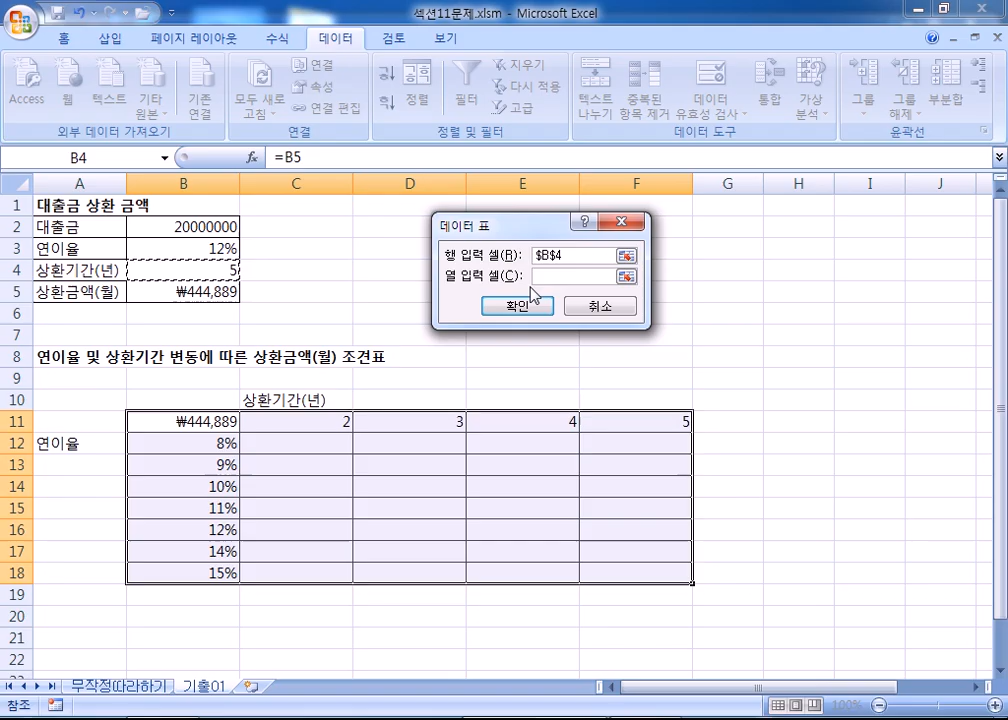 섹션11문제.xlsm - Microsoft Excel
홈 삽입 페이지 레이아웃 수식 데이터 검토 보기
Access 웹 텍스트 기타 원본 기존 연결
외부 데이터 가져오기
모두 새로 고침 연결 속성 연결 편집
연결
정렬 필터 지우기 다시 적용 고급
정렬 및 필터
텍스트 나누기 중복된 항목 제거 데이터 유효성 검사 통합 가상 분석
데이터 도구
그룹 그룹 해제 부분합
윤곽선
B4 fx =B5
A B C D E F G H I J
1 대출금 상환 금액
2 대출금 20000000
3 연이율 12%
4 상환기간(년) 5
5 상환금액(월) ₩444,889
6
7
8 연이율 및 상환기간 변동에 따른 상환금액(월) 조건표
9
10 상환기간(년)
11 ₩444,889 2 3 4 5
12 연이율 8%
13 9%
14 10%
15 11%
16 12%
17 14%
18 15%
19
20
21
22
데이터 표
행 입력 셀(R): $B$4
열 입력 셀(C):
확인 취소
무작정따라하기 기출01
참조 100%